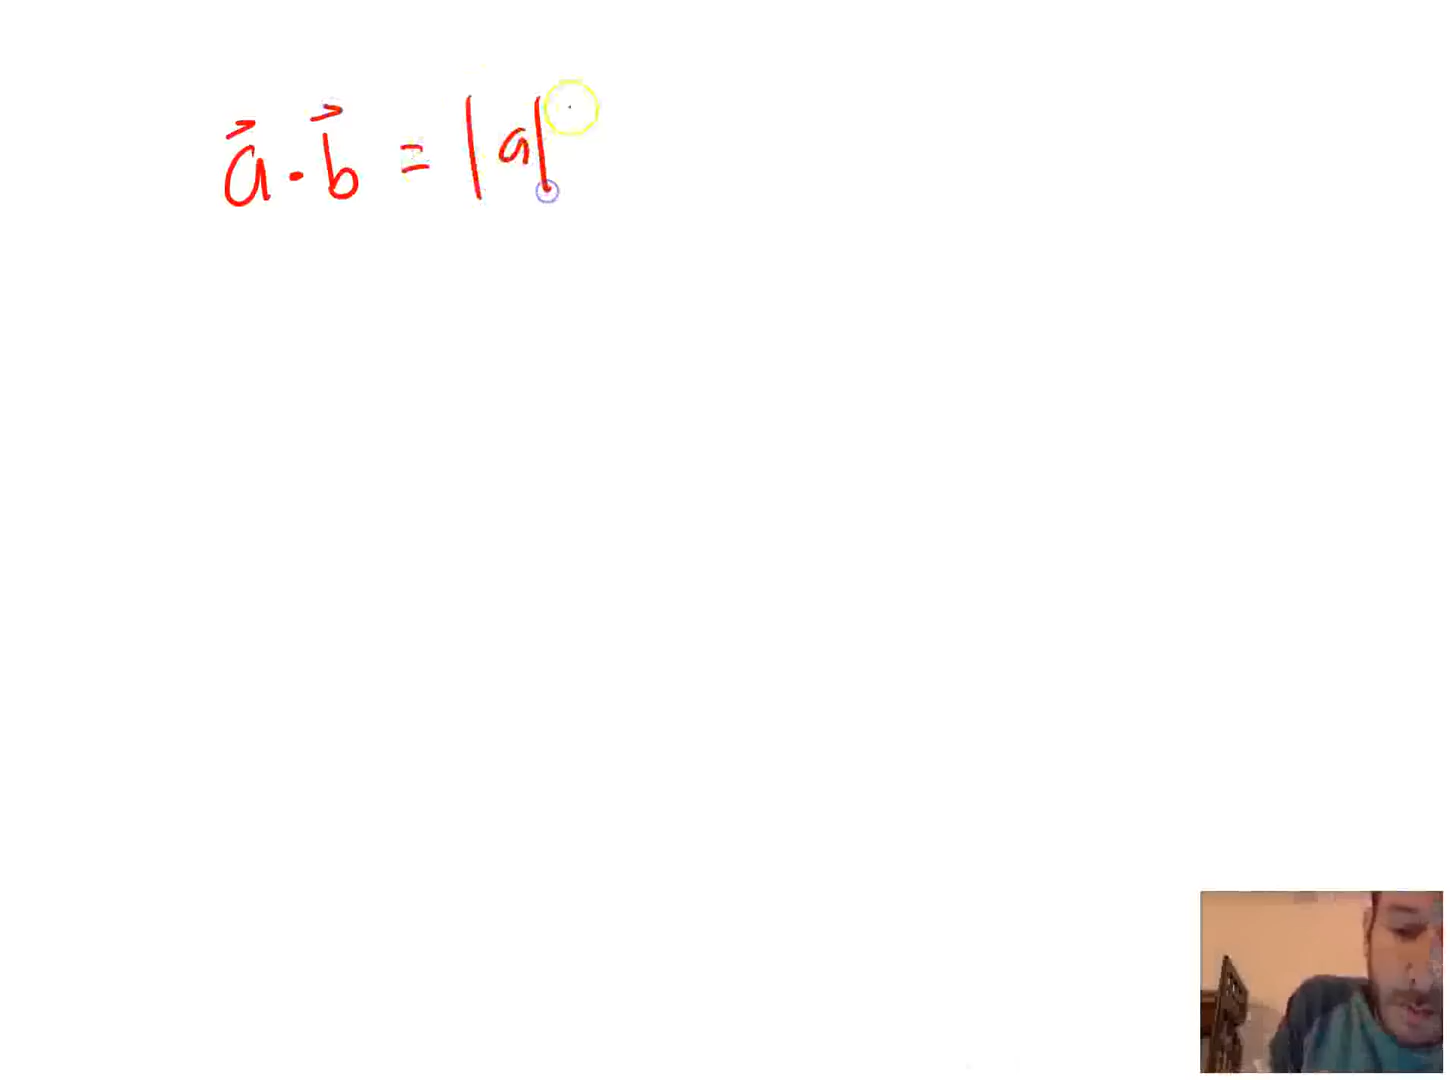 a⃗ · b⃗ = |a|